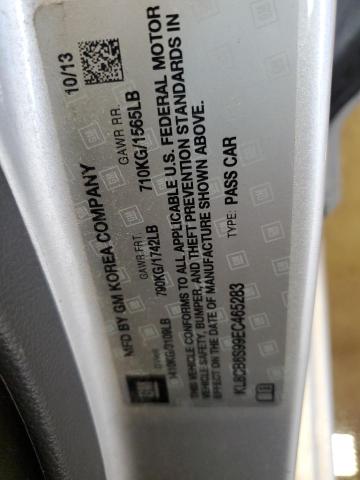 MFD BY GM KOREA COMPANY
10/13
GAWR FRT.
GAWR RR.
1410KG/3108LB
790KG/1742LB
710KG/1565LB
THIS VEHICLE CONFORMS TO ALL APPLICABLE U.S. FEDERAL MOTOR
VEHICLE SAFETY, BUMPER, AND THEFT PREVENTION STANDARDS IN
EFFECT ON THE DATE OF MANUFACTURE SHOWN ABOVE.
KL8CB6S99EC465283
TYPE: PASS CAR